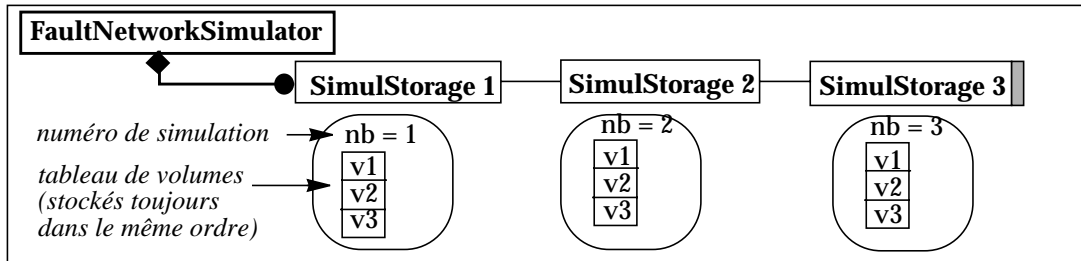 FaultNetworkSimulator
SimulStorage 1
SimulStorage 2
SimulStorage 3
numéro de simulation
nb = 1
nb = 2
nb = 3
tableau de volumes
(stockés toujours
dans le même ordre)
v1
v2
v3
v1
v2
v3
v1
v2
v3